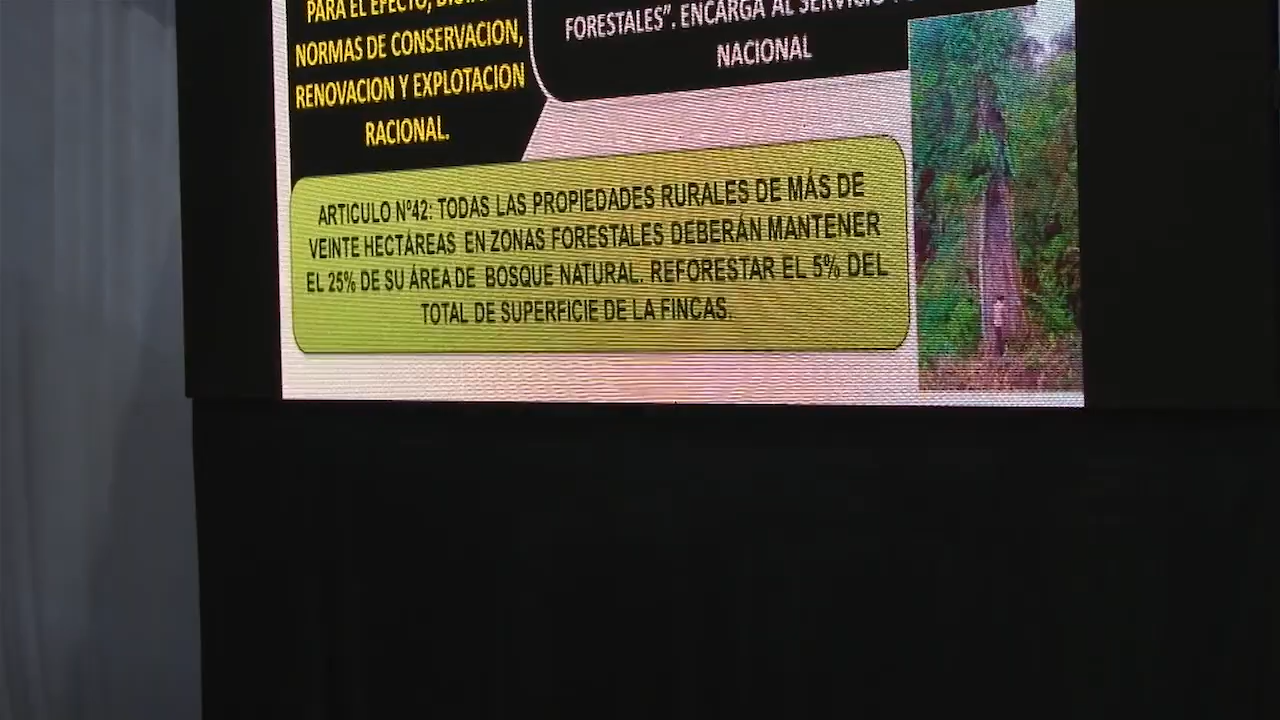 PARA EL EFECTO,
NORMAS DE CONSERVACION,
RENOVACION Y EXPLOTACION
RACIONAL.
FORESTALES”. ENCARGA AL SERVICIO
NACIONAL
ARTICULO Nº42: TODAS LAS PROPIEDADES RURALES DE MÁS DE
VEINTE HECTÁREAS EN ZONAS FORESTALES DEBERÁN MANTENER
EL 25% DE SU ÁREA DE BOSQUE NATURAL. REFORESTAR EL 5% DEL
TOTAL DE SUPERFICIE DE LA FINCAS.